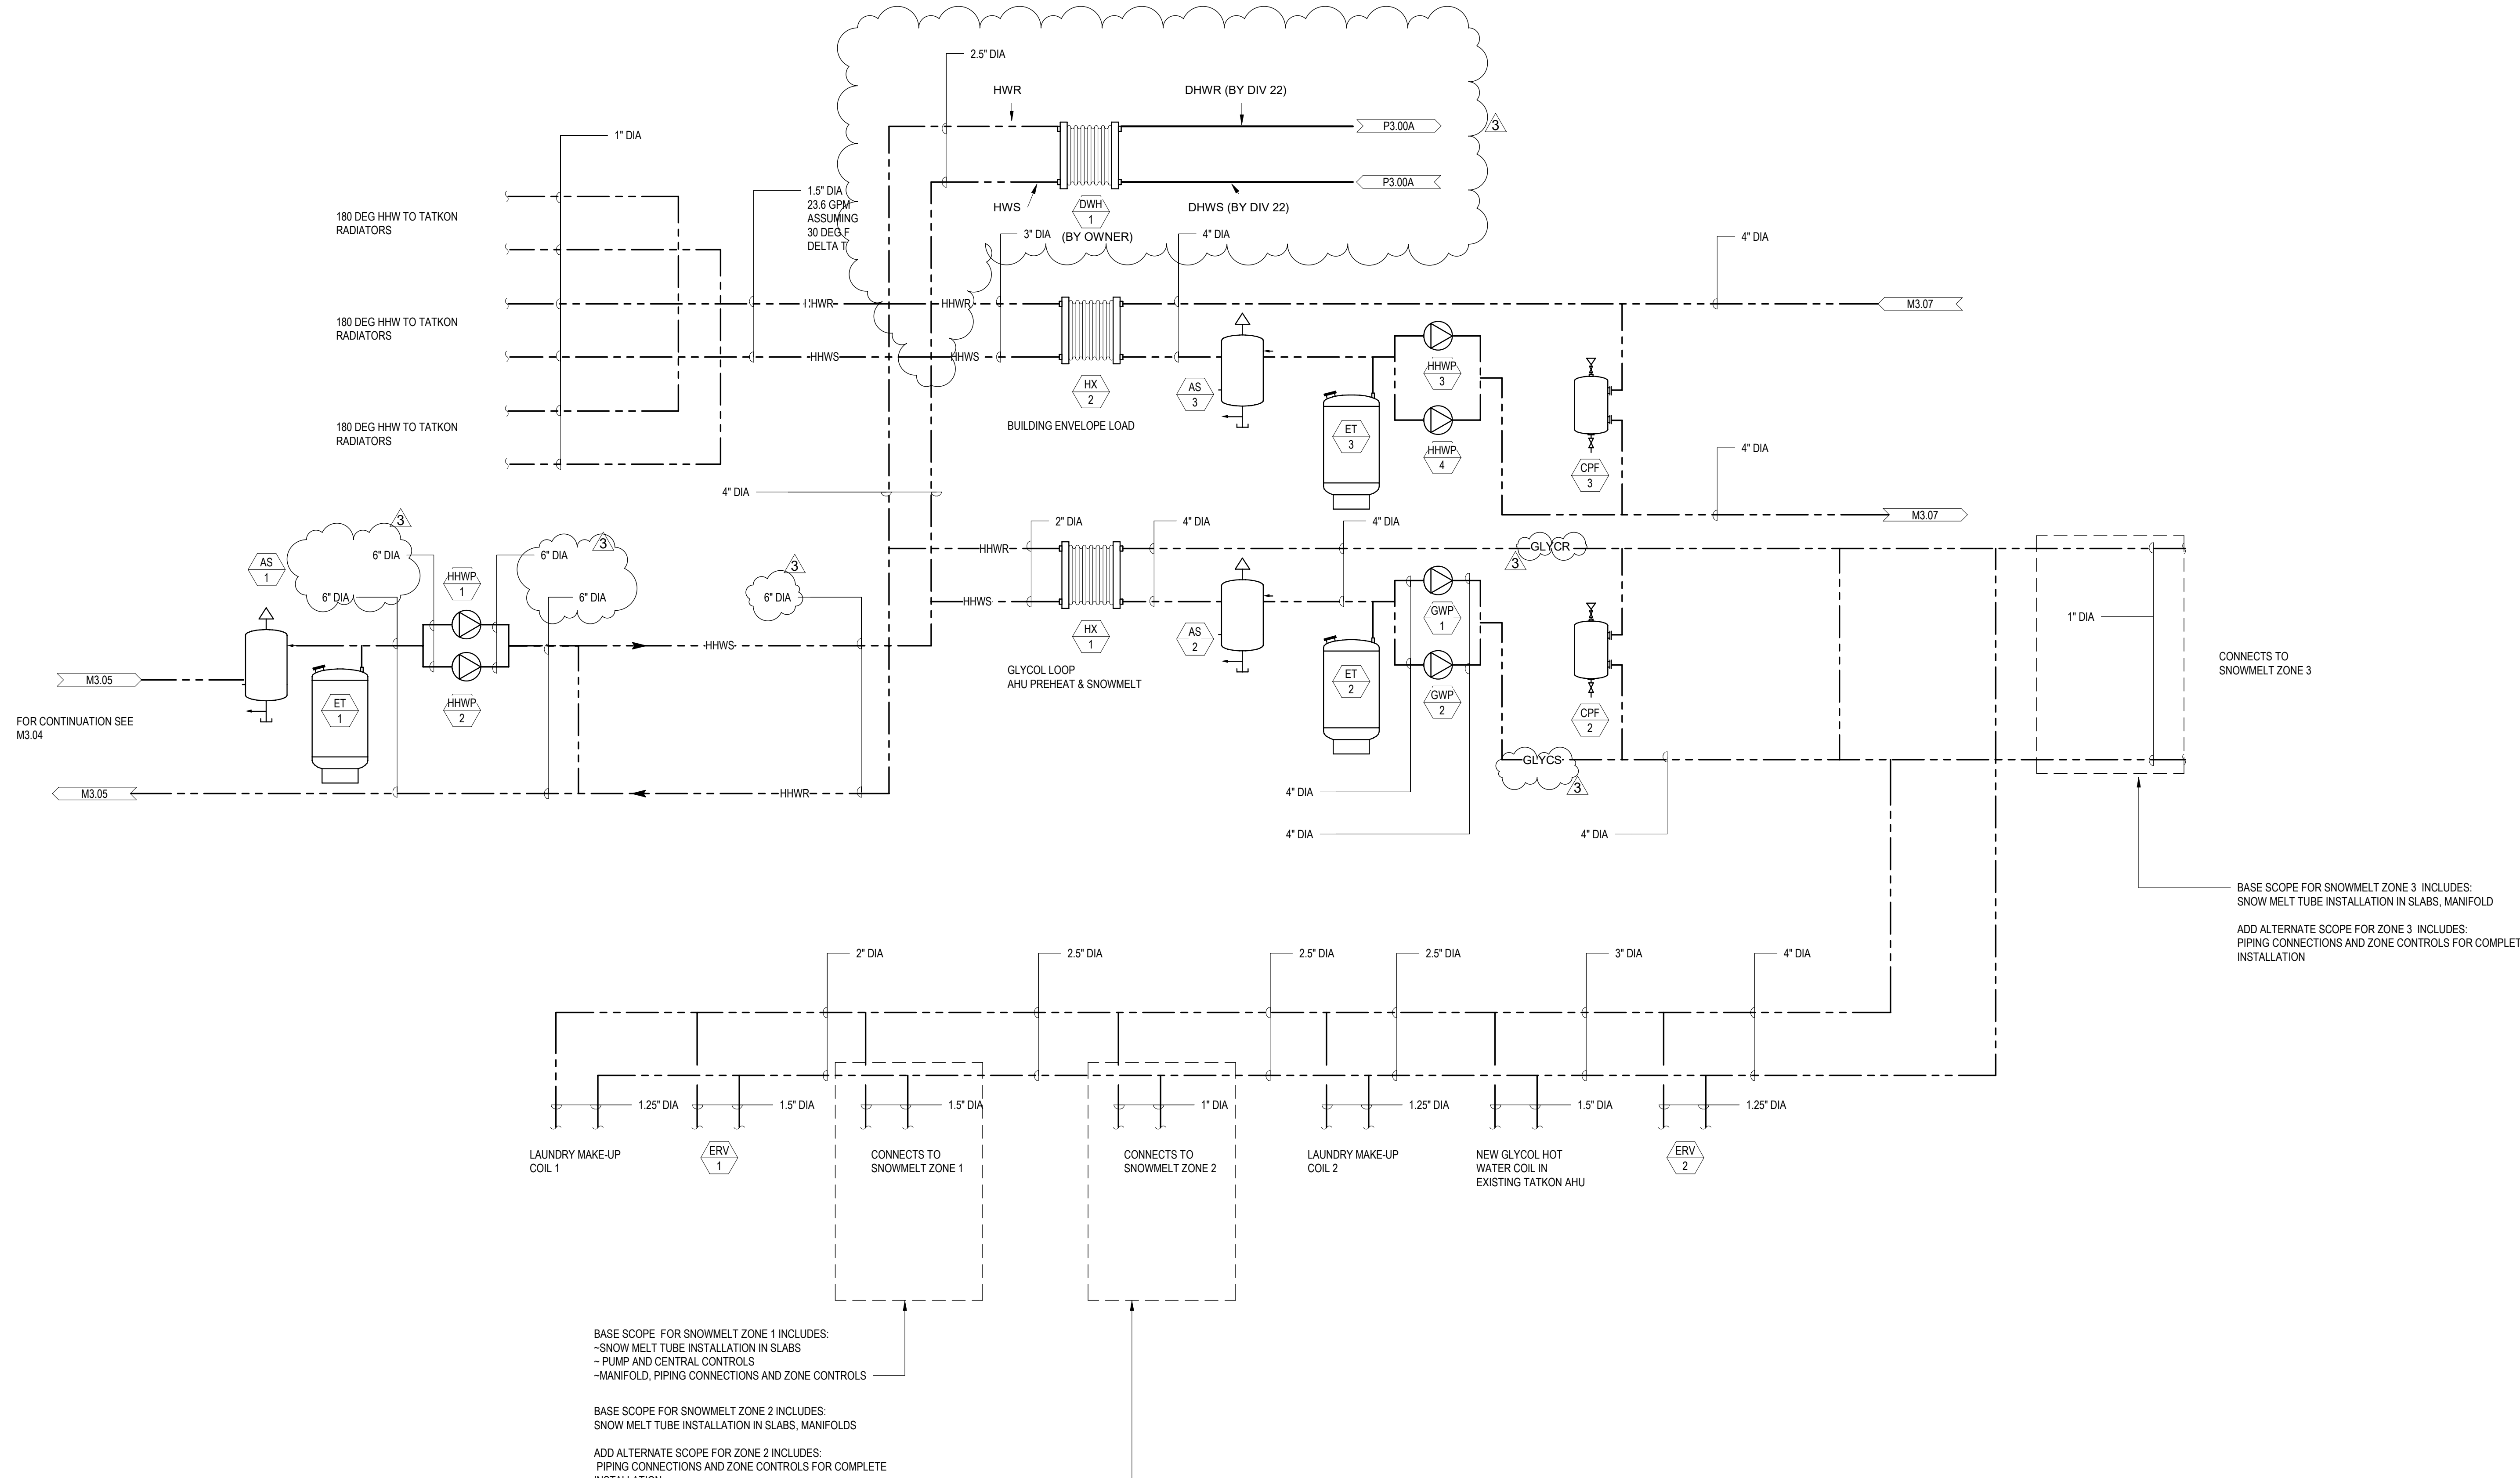 2.5" DIA
HWR
DHWR (BY DIV 22)
P3.00A
3
1" DIA
P3.00A
1.5" DIA
23.6 GPM
ASSUMING
30 DEG F
DELTA T
HWS
DWH
1
DHWS (BY DIV 22)
(BY OWNER)
180 DEG HHW TO TATKON
RADIATORS
3" DIA
4" DIA
4" DIA
HHWR
HHWR
M3.07
180 DEG HHW TO TATKON
RADIATORS
HHWS
HHWS
HX
2
AS
3
HHWP
3
BUILDING ENVELOPE LOAD
ET
3
HHWP
4
CPF
3
180 DEG HHW TO TATKON
RADIATORS
4" DIA
4" DIA
M3.07
3
6" DIA
6" DIA
3
2" DIA
4" DIA
4" DIA
HHWR
GLYCR
3
AS
1
HHWP
1
6" DIA
6" DIA
3
6" DIA
HHWS
HX
1
AS
2
GWP
1
1" DIA
HHWS
GLYCOL LOOP
AHU PREHEAT & SNOWMELT
ET
2
GWP
2
CPF
2
CONNECTS TO
SNOWMELT ZONE 3
M3.05
ET
1
HHWP
2
FOR CONTINUATION SEE
M3.04
GLYCS
3
M3.05
HHWR
4" DIA
4" DIA
4" DIA
BASE SCOPE FOR SNOWMELT ZONE 3 INCLUDES:
SNOW MELT TUBE INSTALLATION IN SLABS, MANIFOLD
ADD ALTERNATE SCOPE FOR ZONE 3 INCLUDES:
PIPING CONNECTIONS AND ZONE CONTROLS FOR COMPLET
INSTALLATION
2" DIA
2.5" DIA
2.5" DIA
2.5" DIA
3" DIA
4" DIA
1.25" DIA
1.5" DIA
1.5" DIA
1" DIA
1.25" DIA
1.5" DIA
1.25" DIA
LAUNDRY MAKE-UP
COIL 1
ERV
1
CONNECTS TO
SNOWMELT ZONE 1
CONNECTS TO
SNOWMELT ZONE 2
LAUNDRY MAKE-UP
COIL 2
NEW GLYCOL HOT
WATER COIL IN
EXISTING TATKON AHU
ERV
2
BASE SCOPE FOR SNOWMELT ZONE 1 INCLUDES:
~SNOW MELT TUBE INSTALLATION IN SLABS
~ PUMP AND CENTRAL CONTROLS
~MANIFOLD, PIPING CONNECTIONS AND ZONE CONTROLS
BASE SCOPE FOR SNOWMELT ZONE 2 INCLUDES:
SNOW MELT TUBE INSTALLATION IN SLABS, MANIFOLDS
ADD ALTERNATE SCOPE FOR ZONE 2 INCLUDES:
PIPING CONNECTIONS AND ZONE CONTROLS FOR COMPLETE